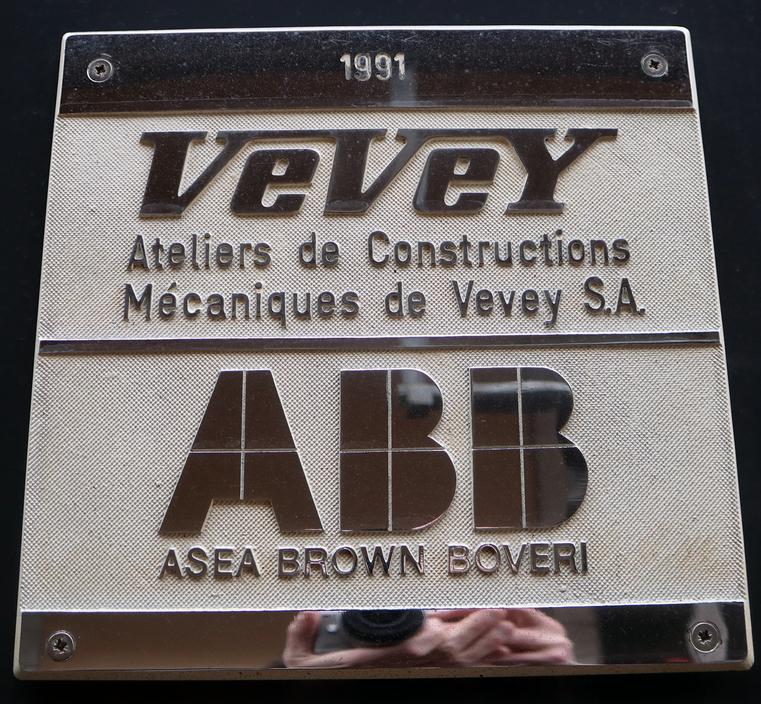 1991
VeVeY
Ateliers de Constructions
Mécaniques de Vevey S.A.
ABB
ASEA BROWN BOVERI